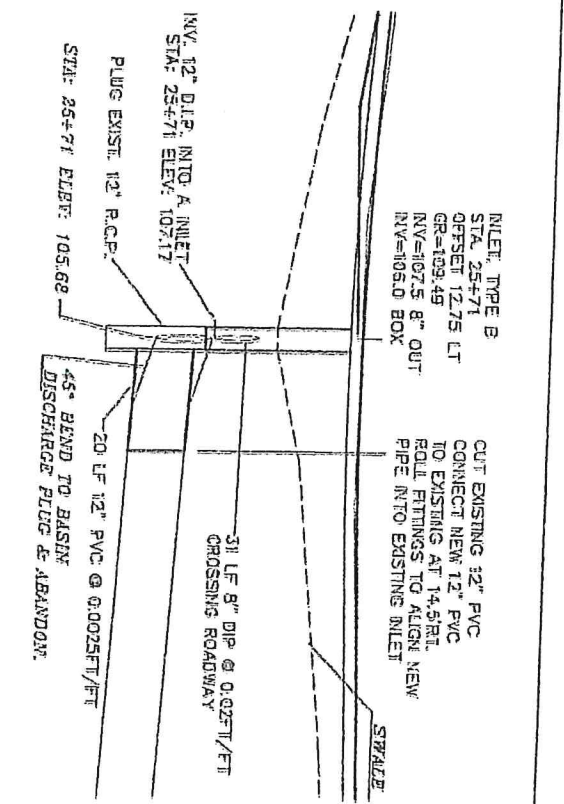 INLET, TYPE B
STA. 25+71
OFFSET 12.75 LT
GR=109.49
INV=107.5 8" OUT
INV=106.0 BOX
CUT EXISTING 12" PVC
CONNECT NEW 12" PVC
TO EXISTING AT 14.5'RT.
ROLL FITTINGS TO ALIGN NEW
PIPE INTO EXISTING INLET
SWALE
INV. 12" D.I.P. INTO A INLET
STA: 25+71 ELEV: 107.17
PLUG EXIST. 12" R.C.P.
STA: 25+71 ELEV: 105.68
31 LF 8" DIP @ 0.02FT/FT
CROSSING ROADWAY
20 LF 12" PVC @ 0.0025FT/FT
45° BEND TO BASIN
DISCHARGE PLUG & ABANDON.